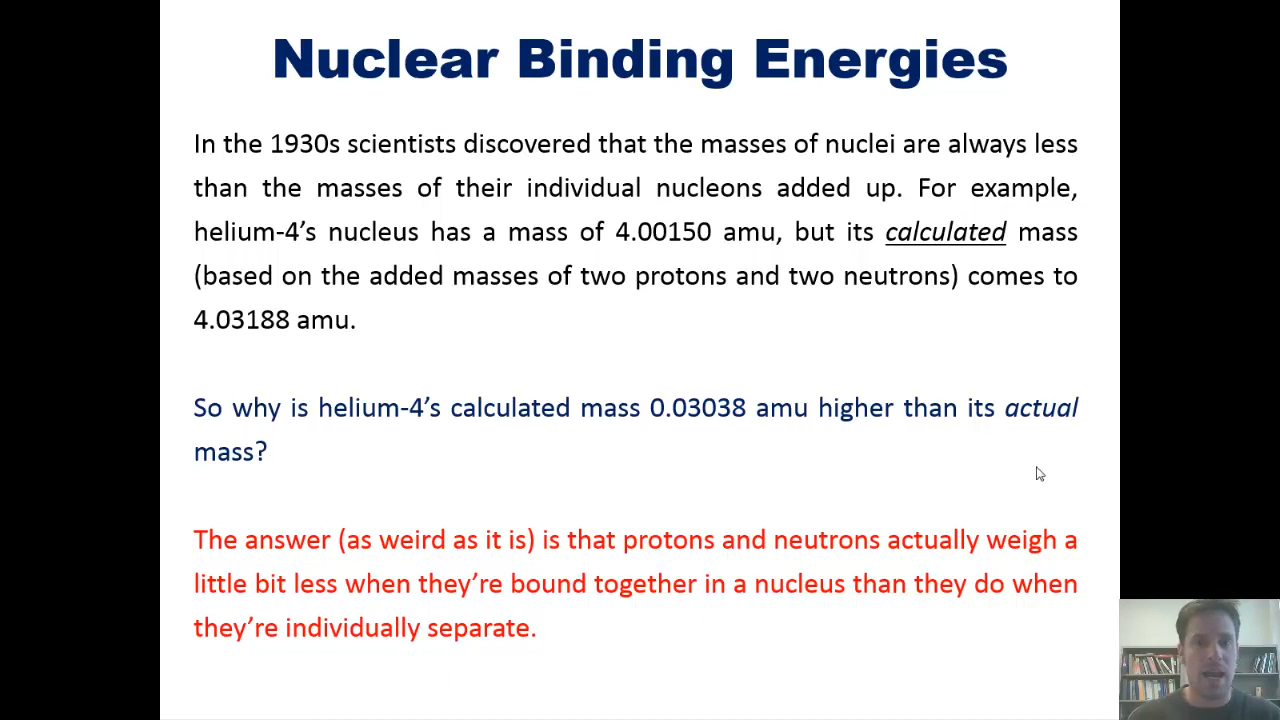 Nuclear Binding Energies
In the 1930s scientists discovered that the masses of nuclei are always less
than the masses of their individual nucleons added up. For example,
helium-4’s nucleus has a mass of 4.00150 amu, but its calculated mass
(based on the added masses of two protons and two neutrons) comes to
4.03188 amu.
So why is helium-4’s calculated mass 0.03038 amu higher than its actual
mass?
The answer (as weird as it is) is that protons and neutrons actually weigh a
little bit less when they’re bound together in a nucleus than they do when
they’re individually separate.